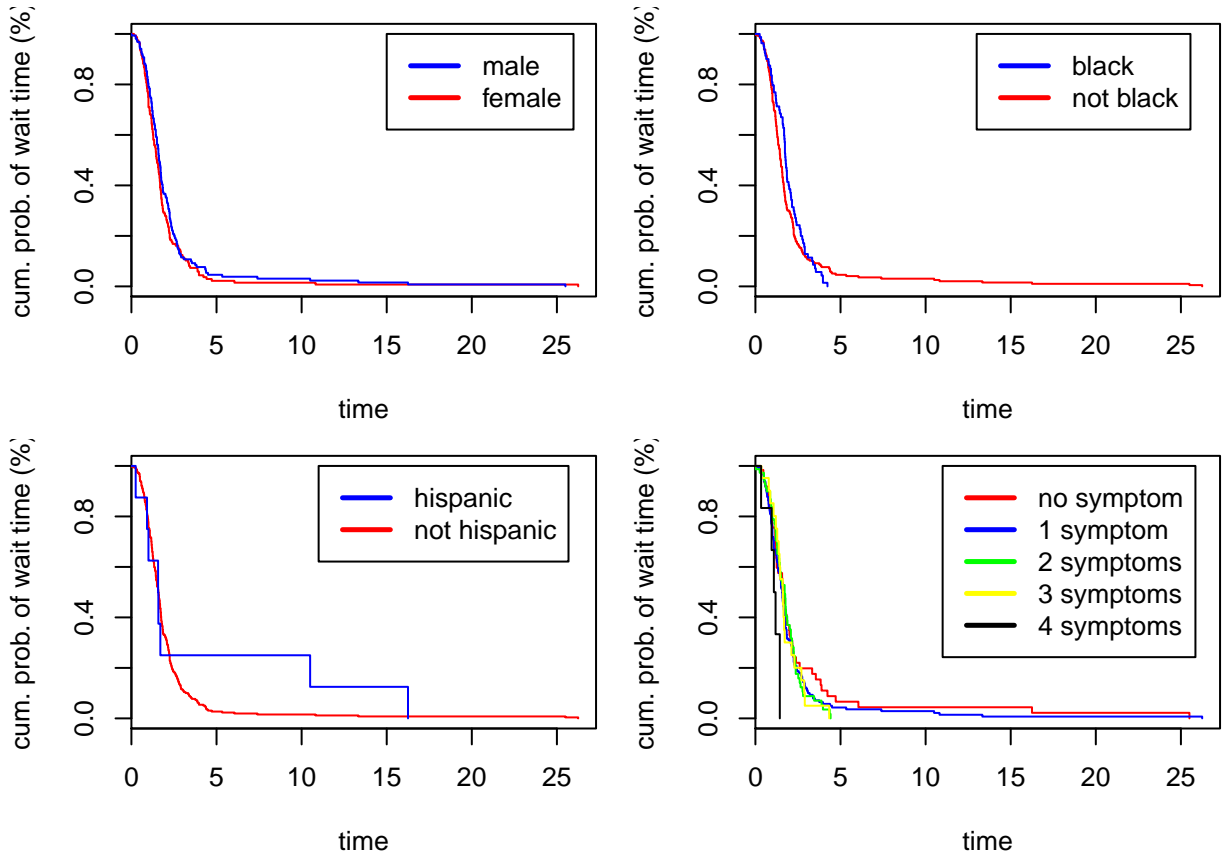 cum. prob. of wait time (%)
0.8
0.4
0.0
male
female
0 5 10 15 20 25
time
cum. prob. of wait time (%)
0.8
0.4
0.0
black
not black
0 5 10 15 20 25
time
cum. prob. of wait time (%)
0.8
0.4
0.0
hispanic
not hispanic
0 5 10 15 20 25
time
cum. prob. of wait time (%)
0.8
0.4
0.0
no symptom
1 symptom
2 symptoms
3 symptoms
4 symptoms
0 5 10 15 20 25
time